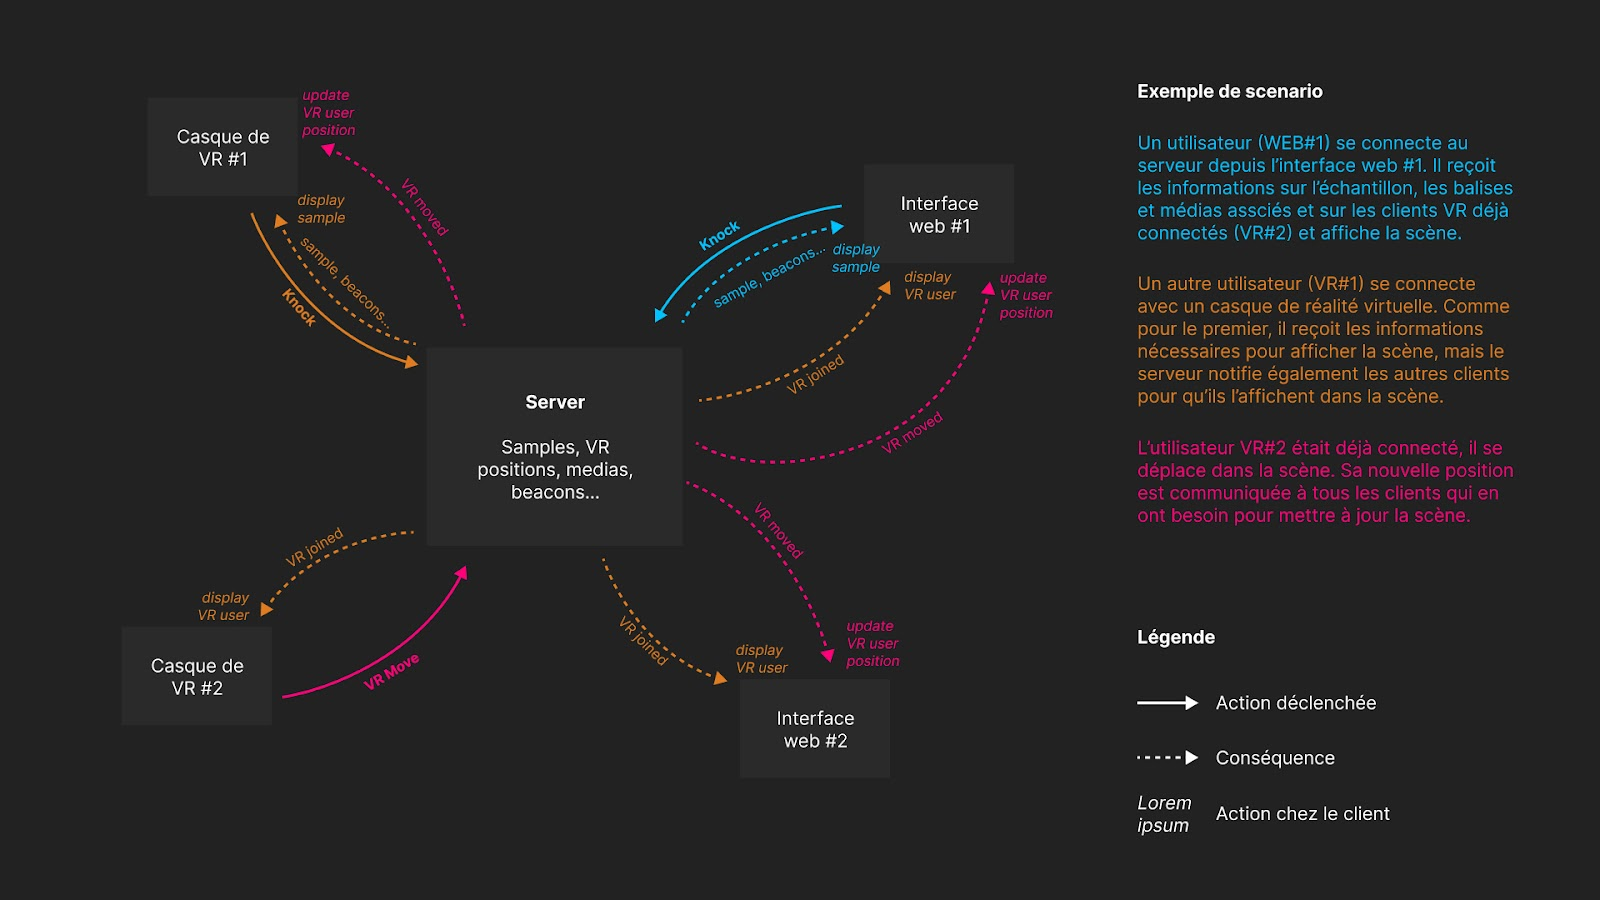 update
VR user
position
Casque de
VR #1
VR moved
display
sample
sample, beacons...
Knock
Interface
web #1
Knock
sample, beacons...
display
sample
display
VR user
update
VR user
position
VR joined
VR moved
Server
Samples, VR
positions, medias,
beacons...
VR moved
VR joined
display
VR user
Casque de
VR #2
VR Move
VR joined
display
VR user
update
VR user
position
Interface
web #2
Exemple de scenario
Un utilisateur (WEB#1) se connecte au
serveur depuis l’interface web #1. Il reçoit
les informations sur l’échantillon, les balises
et médias assciés et sur les clients VR déjà
connectés (VR#2) et affiche la scène.
Un autre utilisateur (VR#1) se connecte
avec un casque de réalité virtuelle. Comme
pour le premier, il reçoit les informations
nécessaires pour afficher la scène, mais le
serveur notifie également les autres clients
pour qu’ils l’affichent dans la scène.
L’utilisateur VR#2 était déjà connecté, il se
déplace dans la scène. Sa nouvelle position
est communiquée à tous les clients qui en
ont besoin pour mettre à jour la scène.
Légende
Action déclenchée
Conséquence
Lorem
ipsum
Action chez le client